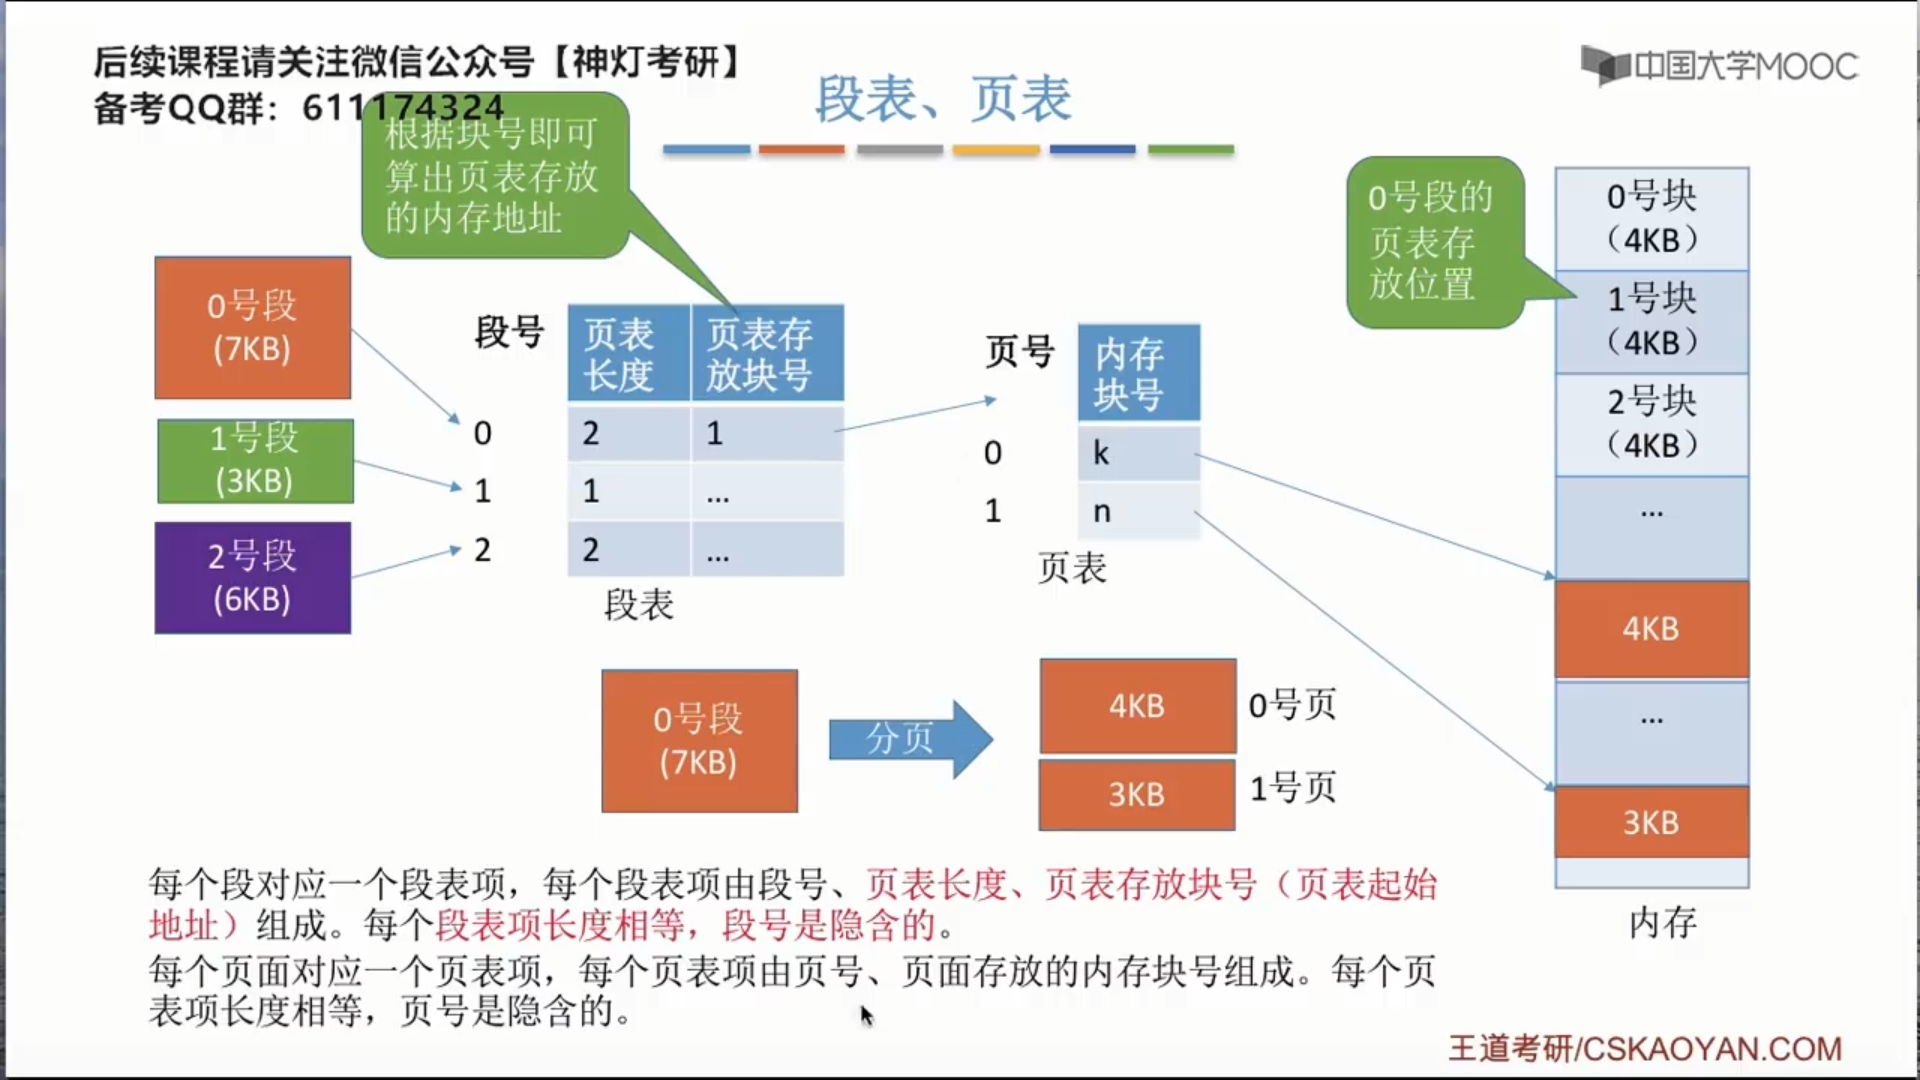 后续课程请关注微信公众号【神灯考研】
备考QQ群：611174324
中国大学MOOC
段表、页表
根据块号即可
算出页表存放
的内存地址
0号段
(7KB)
1号段
(3KB)
2号段
(6KB)
段号
页表
长度
页表存
放块号
0
2
1
1
1
...
2
2
...
段表
页号
内存
块号
0
k
1
n
页表
0号段的
页表存
放位置
0号块
（4KB）
1号块
（4KB）
2号块
（4KB）
...
4KB
...
3KB
内存
0号段
(7KB)
分页
4KB
0号页
3KB
1号页
每个段对应一个段表项，每个段表项由段号、页表长度、页表存放块号（页表起始
地址）组成。每个段表项长度相等，段号是隐含的。
每个页面对应一个页表项，每个页表项由页号、页面存放的内存块号组成。每个页
表项长度相等，页号是隐含的。
王道考研/CSKAOYAN.COM